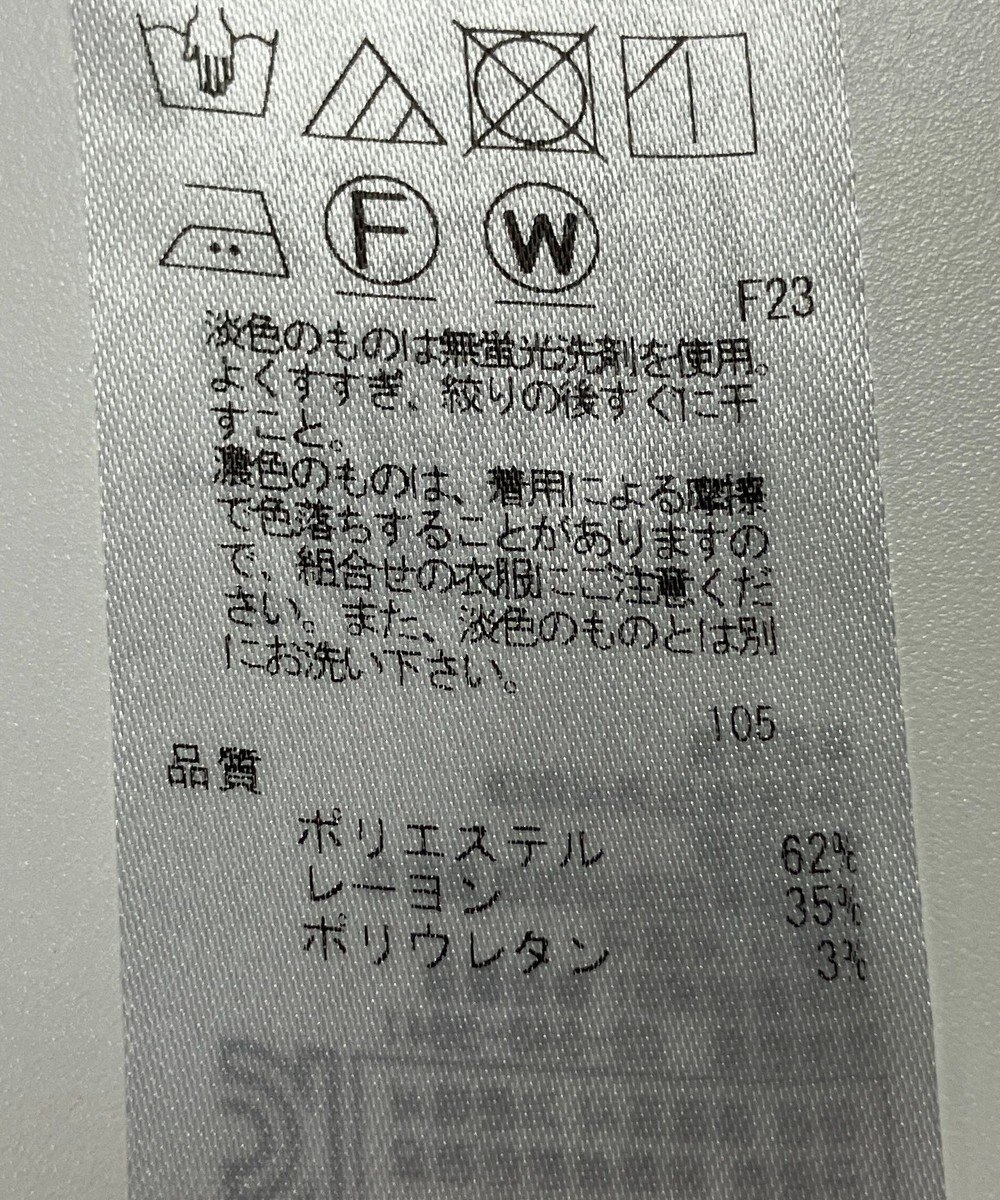 F W
F23
淡色のものは無蛍光洗剤を使用。
よくすすぎ、絞りの後すぐに干
すこと。
濃色のものは、着用による摩擦
で色落ちすることがありますの
で、組合せの衣服にご注意くだ
さい。また、淡色のものとは別
にお洗い下さい。
105
品質
ポリエステル 62%
レーヨン 35%
ポリウレタン 3%